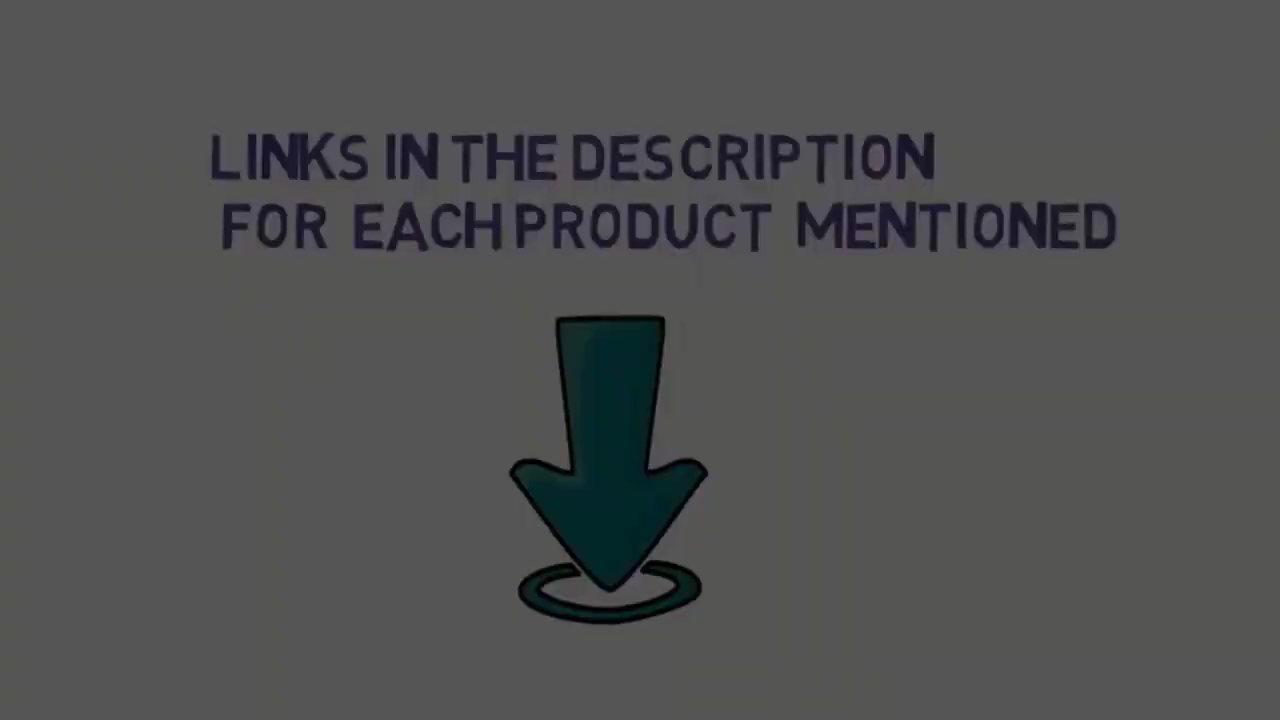 LINKS IN THE DESCRIPTION
FOR EACH PRODUCT MENTIONED